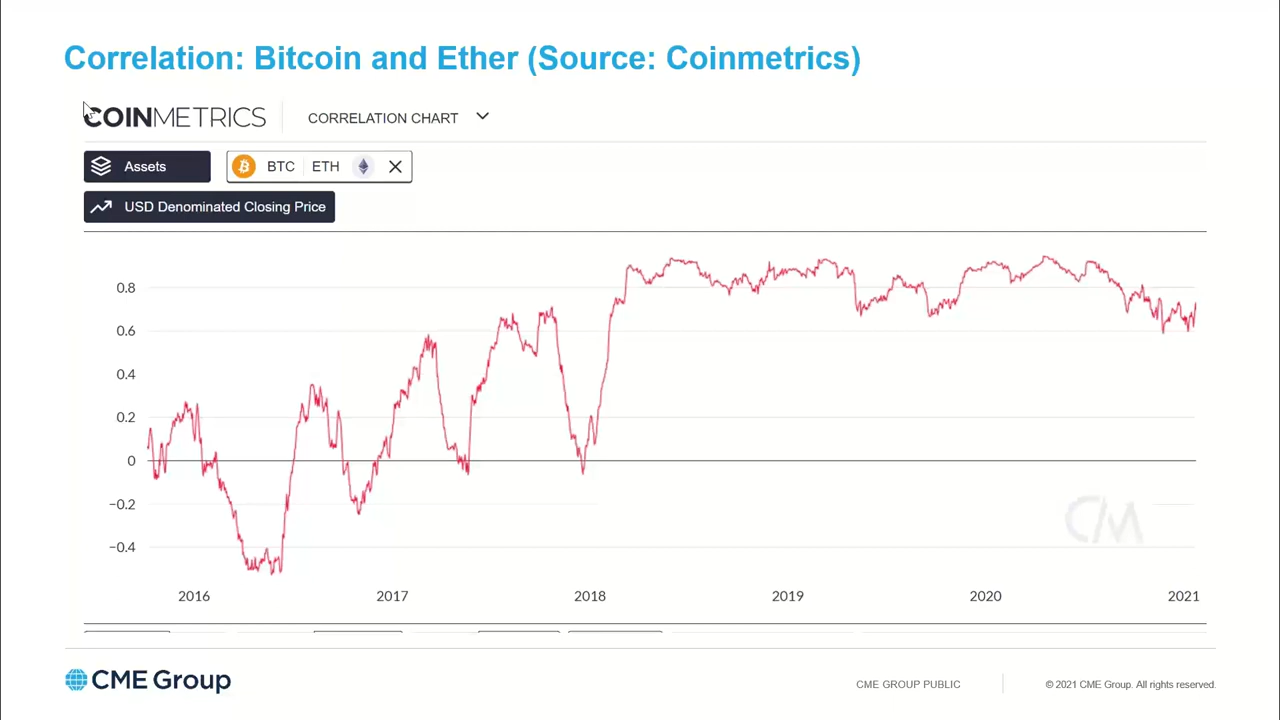 Correlation: Bitcoin and Ether (Source: Coinmetrics)
COINMETRICS CORRELATION CHART
Assets BTC ETH
USD Denominated Closing Price
0.8
0.6
0.4
0.2
0
−0.2
−0.4
CM
2016 2017 2018 2019 2020 2021
CME Group CME GROUP PUBLIC © 2021 CME Group. All rights reserved.